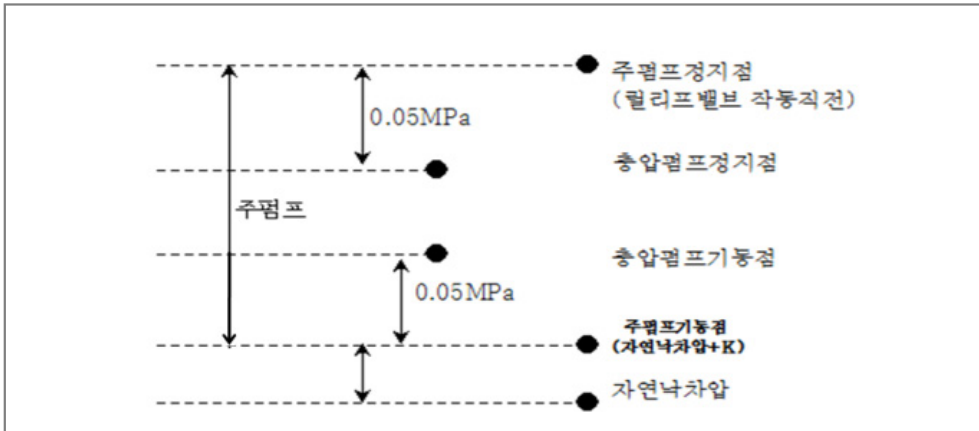 주펌프정지점
(릴리프밸브 작동직전)
0.05MPa
충압펌프정지점
주펌프
충압펌프기동점
0.05MPa
주펌프기동점
(자연낙차압+K)
자연낙차압